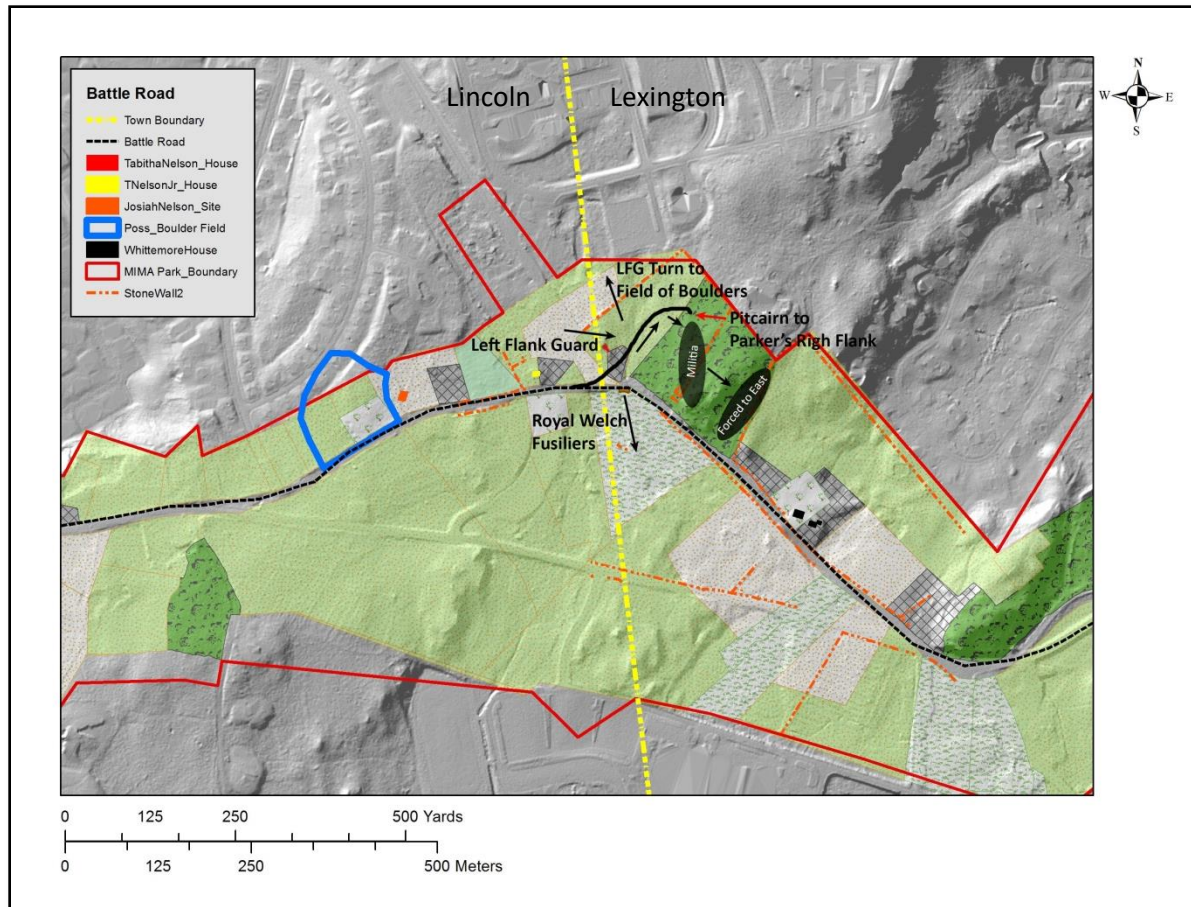 Lincoln
Lexington
N
W
E
S
Battle Road
Town Boundary
Battle Road
TabithaNelson_House
TNelsonJr_House
JosiahNelson_Site
Poss_Boulder Field
WhittemoreHouse
MIMA Park_Boundary
StoneWall2
LFG Turn to
Field of Boulders
Pitcairn to
Parker's Righ Flank
Left Flank Guard
Militia
Forced to East
Royal Welch
Fusiliers
0 125 250 500 Yards
0 125 250 500 Meters